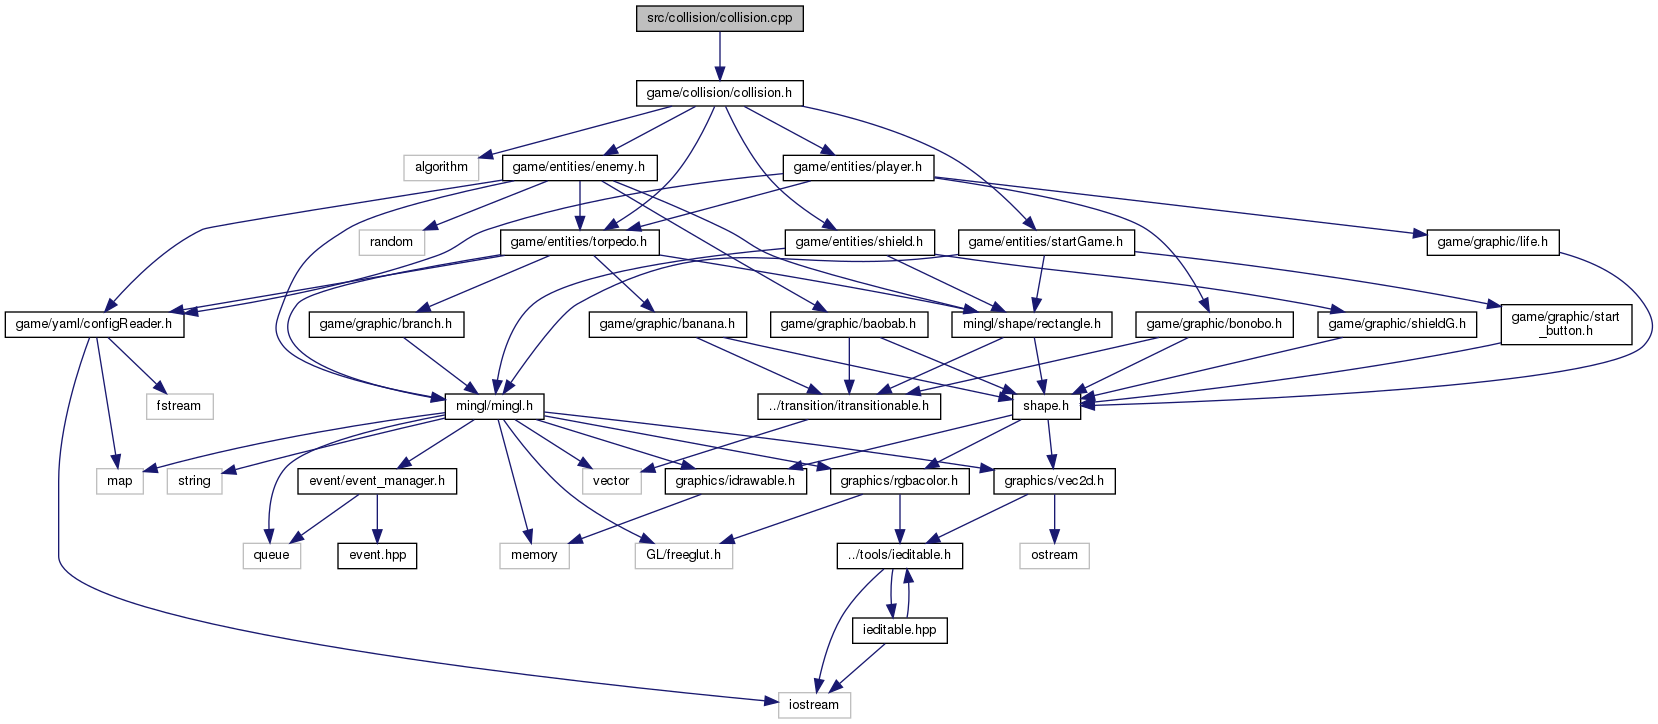 src/collision/collision.cpp
game/collision/collision.h
algorithm
game/entities/enemy.h
game/entities/player.h
random
game/entities/torpedo.h
game/entities/shield.h
game/entities/startGame.h
game/graphic/life.h
game/yaml/configReader.h
game/graphic/branch.h
game/graphic/banana.h
game/graphic/baobab.h
mingl/shape/rectangle.h
game/graphic/bonobo.h
game/graphic/shieldG.h
game/graphic/start
_button.h
fstream
mingl/mingl.h
../transition/itransitionable.h
shape.h
map
string
event/event_manager.h
vector
graphics/idrawable.h
graphics/rgbacolor.h
graphics/vec2d.h
queue
event.hpp
memory
GL/freeglut.h
../tools/ieditable.h
ostream
ieditable.hpp
iostream